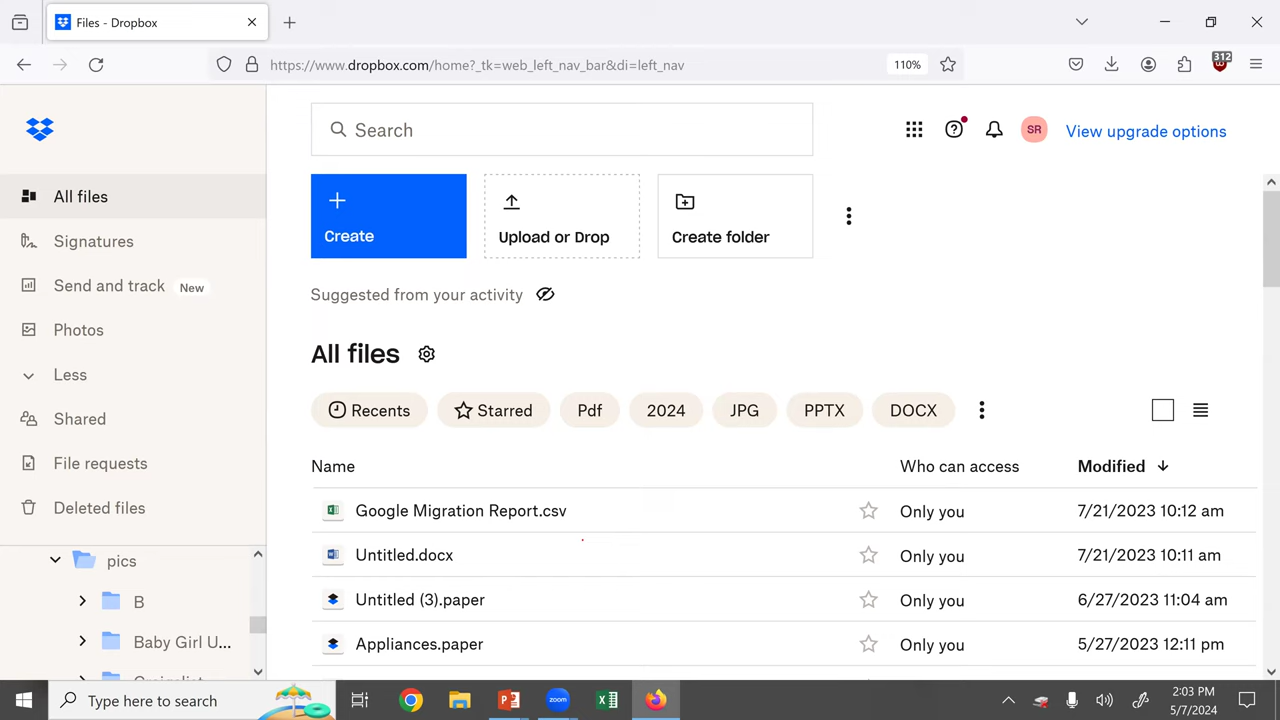 Files - Dropbox
https://www.dropbox.com/home?_tk=web_left_nav_bar&di=left_nav
110%
312
Search
SR
View upgrade options
All files
Signatures
Send and track New
Photos
Less
Shared
File requests
Deleted files
pics
B
Baby Girl U...
Create
Upload or Drop
Create folder
Suggested from your activity
All files
Recents
Starred
Pdf
2024
JPG
PPTX
DOCX
Name Who can access Modified
Google Migration Report.csv Only you 7/21/2023 10:12 am
Untitled.docx Only you 7/21/2023 10:11 am
Untitled (3).paper Only you 6/27/2023 11:04 am
Appliances.paper Only you 5/27/2023 12:11 pm
Type here to search
zoom
2:03 PM
5/7/2024